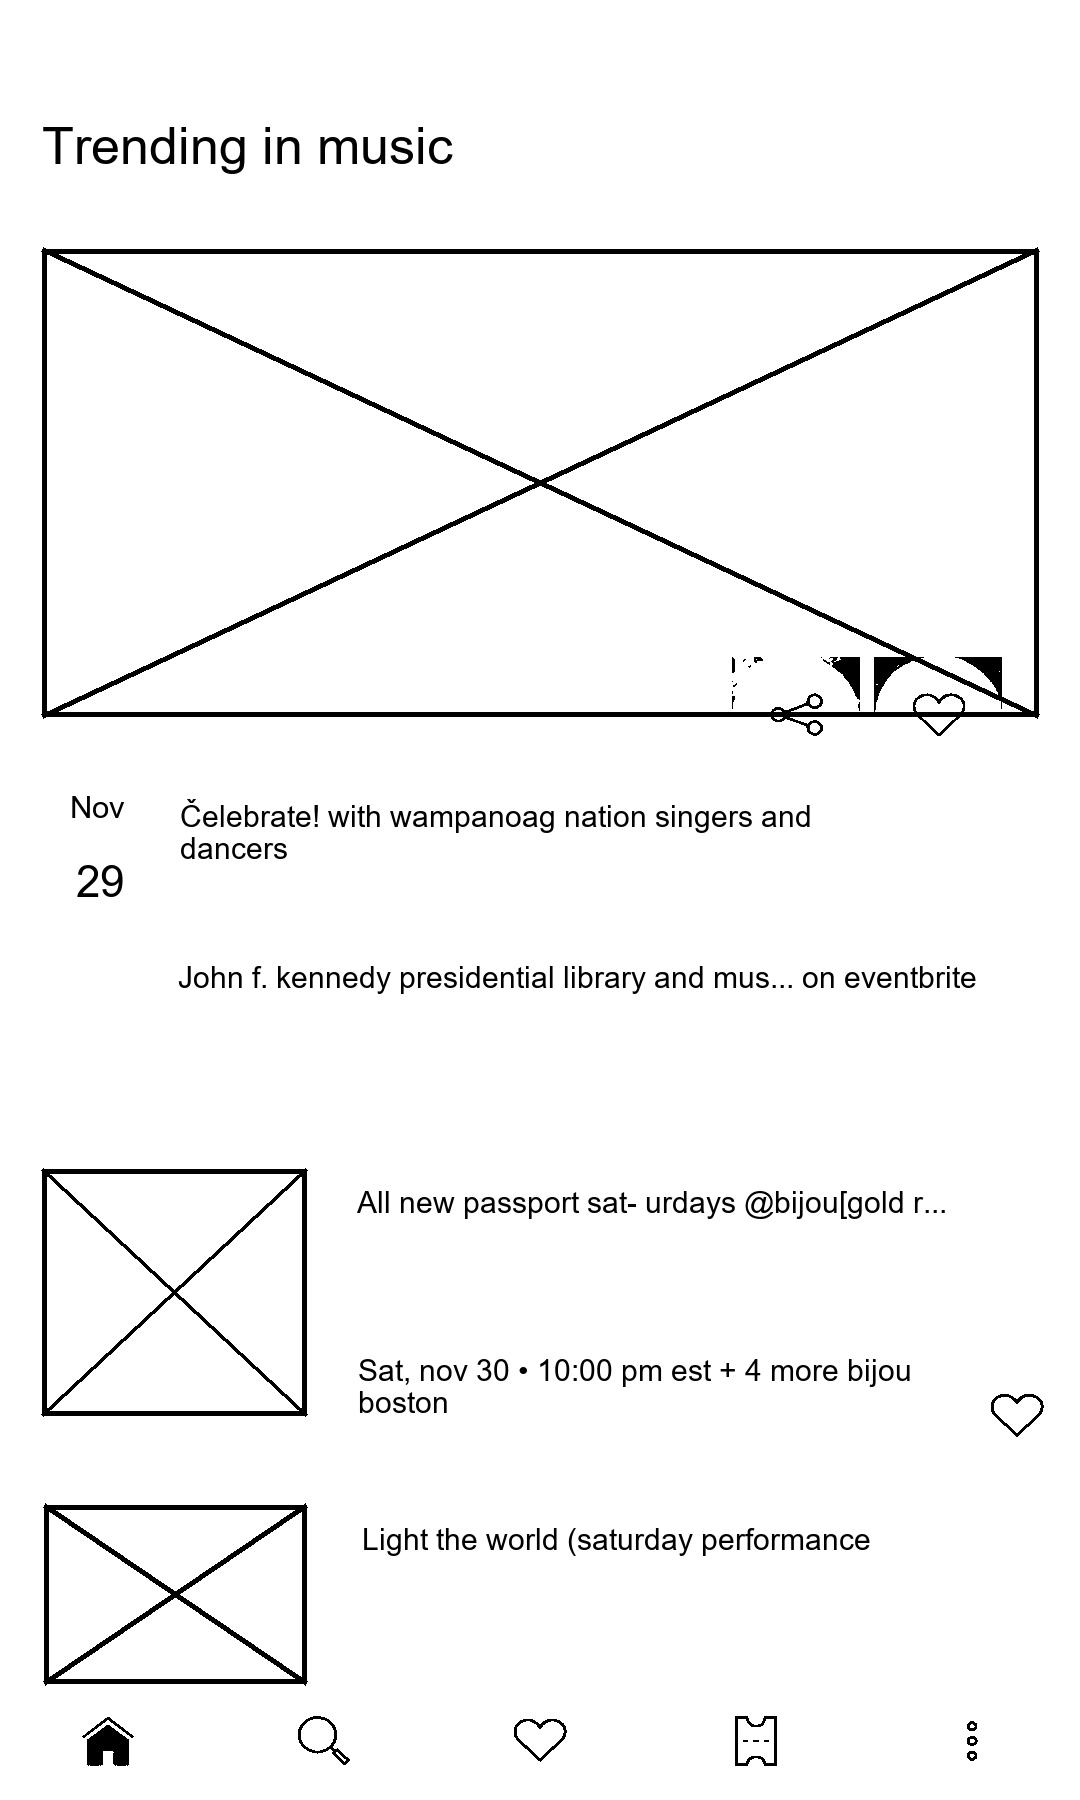 Trending in music
Nov
29
Čelebrate! with wampanoag nation singers and
dancers
John f. kennedy presidential library and mus... on eventbrite
All new passport sat- urdays @bijou[gold r...
Sat, nov 30 • 10:00 pm est + 4 more bijou
boston
Light the world (saturday performance